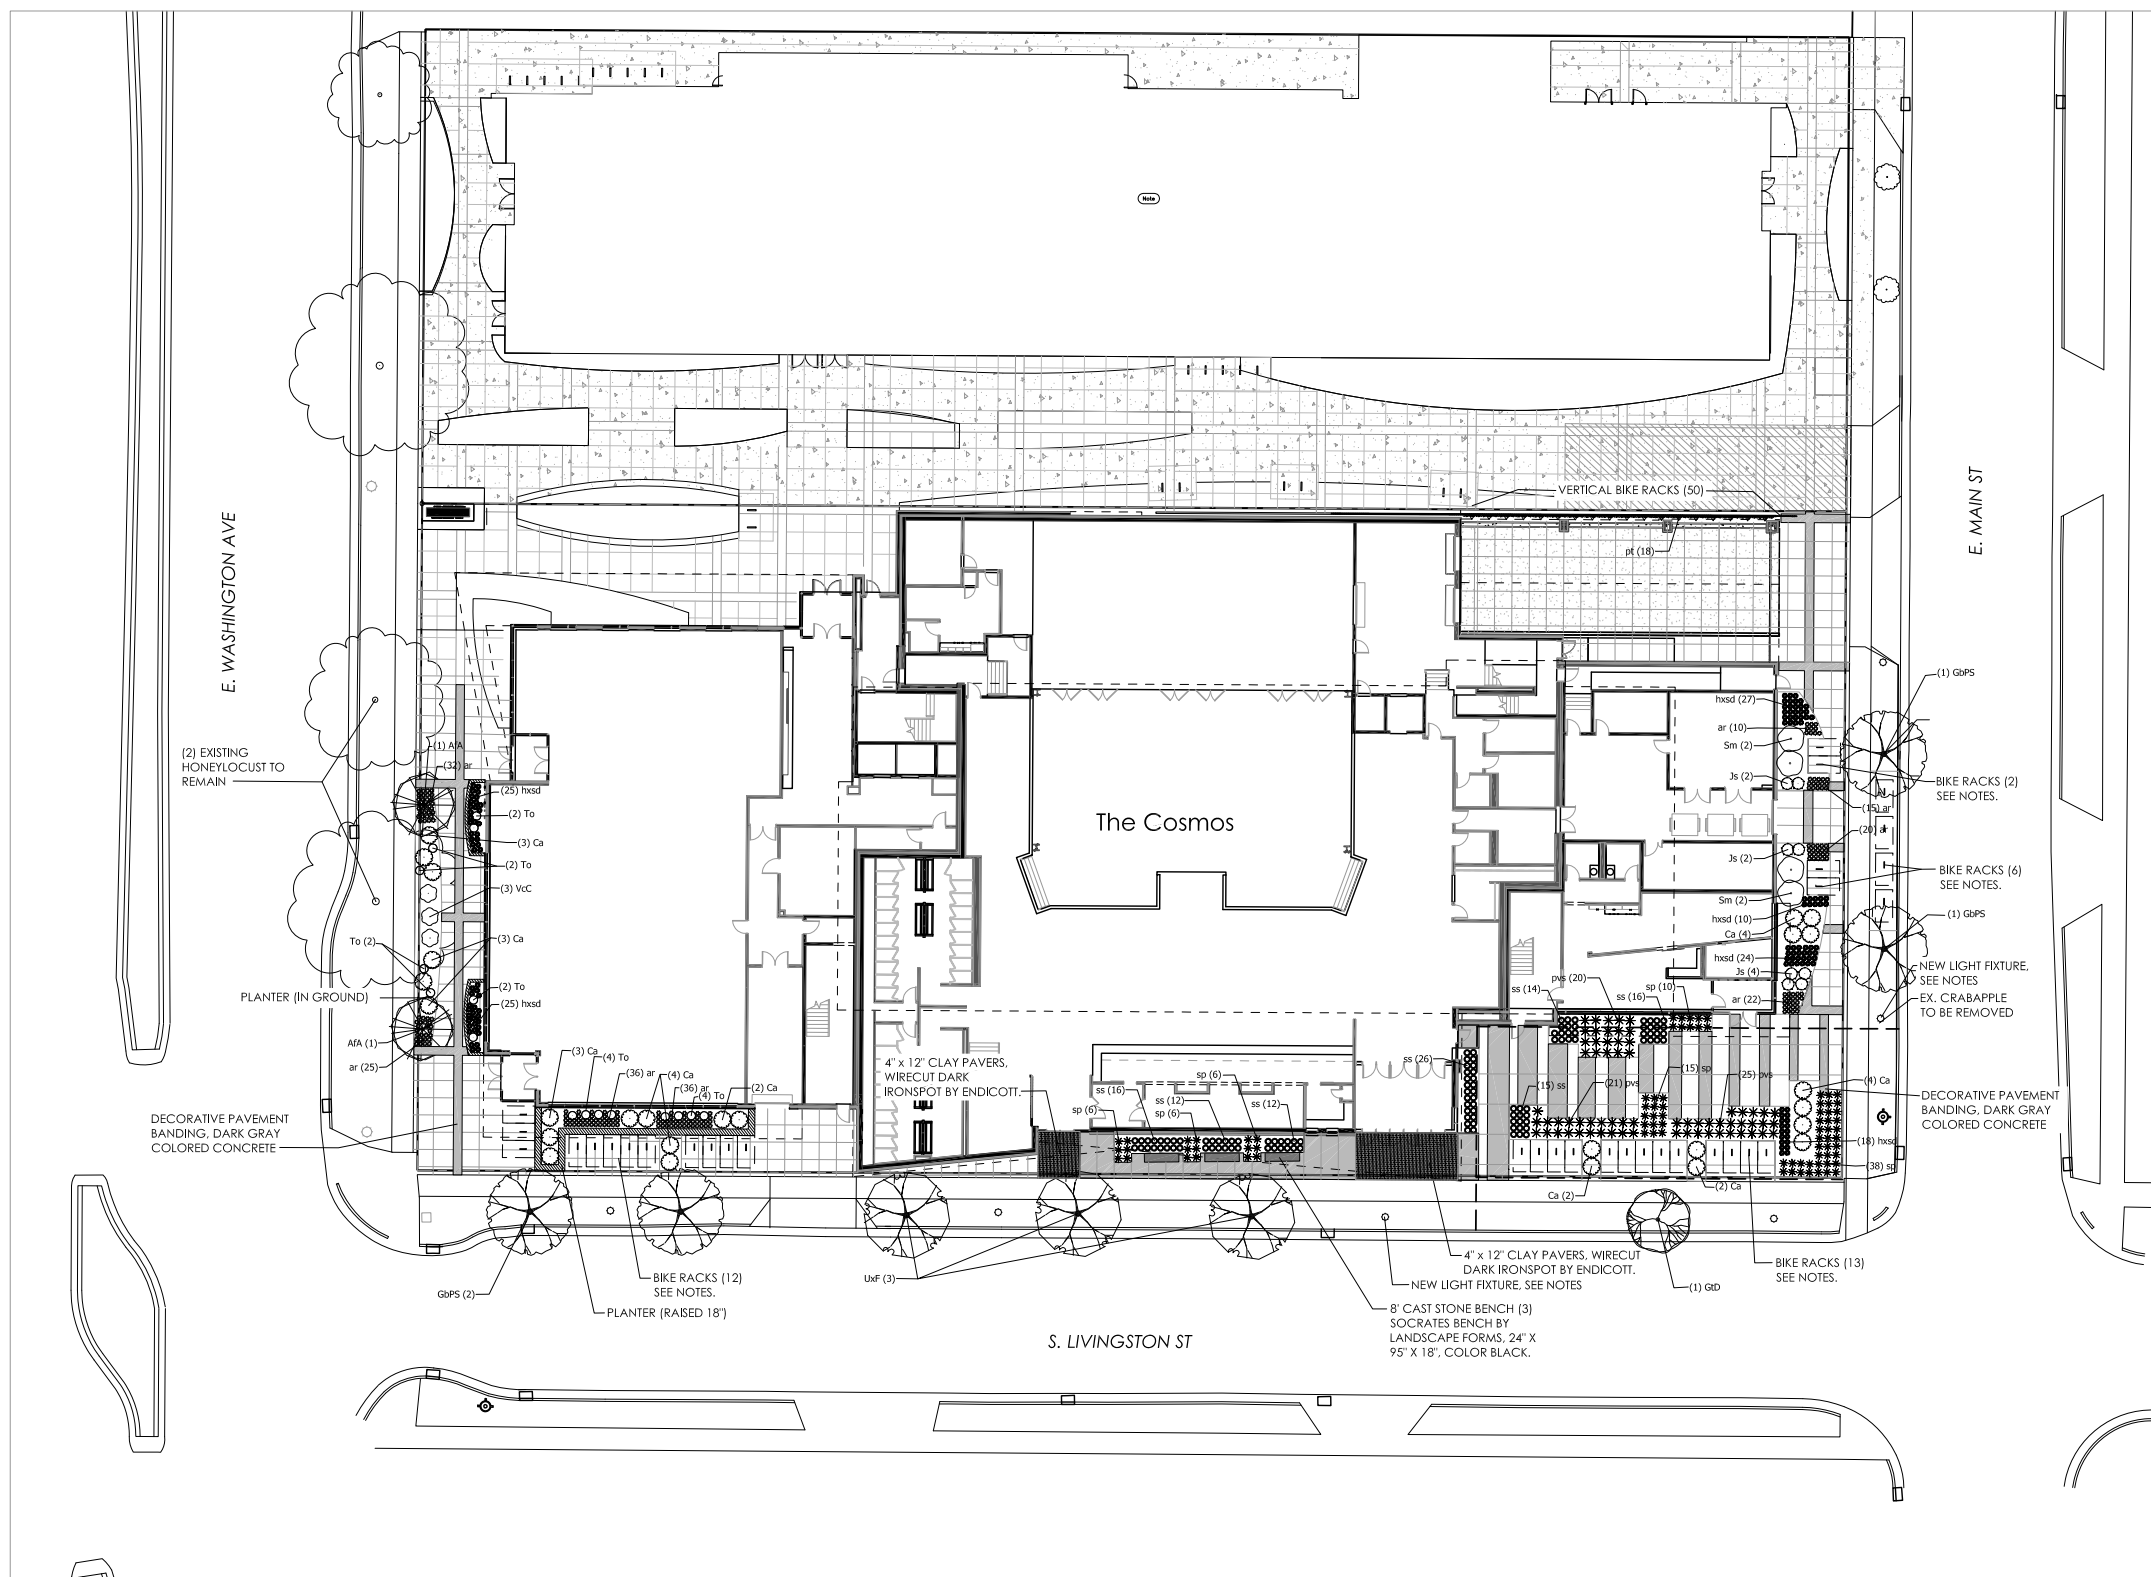 Note
VERTICAL BIKE RACKS (50)
pt (18)
E. WASHINGTON AVE
E. MAIN ST
(1) GbPS
hxsd (27)
ar (10)
Sm (2)
Js (2)
BIKE RACKS (2)
SEE NOTES.
(15) ar
(20) ar
Js (2)
BIKE RACKS (6)
SEE NOTES.
Sm (2)
hxsd (10)
(1) GbPS
Ca (4)
hxsd (24)
Js (4)
NEW LIGHT FIXTURE,
SEE NOTES
ar (22)
EX. CRABAPPLE
TO BE REMOVED
(2) EXISTING
HONEYLOCUST TO
REMAIN
(1) AfA
(32) ar
(25) hxsd
(2) To
(3) Ca
(2) To
(3) VcC
(3) Ca
To (2)
(2) To
PLANTER (IN GROUND)
(25) hxsd
AfA (1)
ar (25)
The Cosmos
pvs (20)
ss (14)
sp (10)
ss (16)
(3) Ca
(4) To
(36) ar
(4) Ca
(36) ar
(4) To
(2) Ca
4" x 12" CLAY PAVERS,
WIRECUT DARK
IRONSPOT BY ENDICOTT.
ss (26)
ss (16)
sp (6)
sp (6)
ss (12)
sp (6)
ss (12)
(15) ss
(21) pvs
(15) sp
(25) pvs
(4) Ca
DECORATIVE PAVEMENT
BANDING, DARK GRAY
COLORED CONCRETE
DECORATIVE PAVEMENT
BANDING, DARK GRAY
COLORED CONCRETE
(18) hxsd
(38) sp
Ca (2)
(2) Ca
GbPS (2)
BIKE RACKS (12)
SEE NOTES.
PLANTER (RAISED 18")
UxF (3)
4" x 12" CLAY PAVERS, WIRECUT
DARK IRONSPOT BY ENDICOTT.
NEW LIGHT FIXTURE, SEE NOTES
8' CAST STONE BENCH (3)
SOCRATES BENCH BY
LANDSCAPE FORMS, 24" X
95" X 18", COLOR BLACK.
(1) GtD
BIKE RACKS (13)
SEE NOTES.
S. LIVINGSTON ST